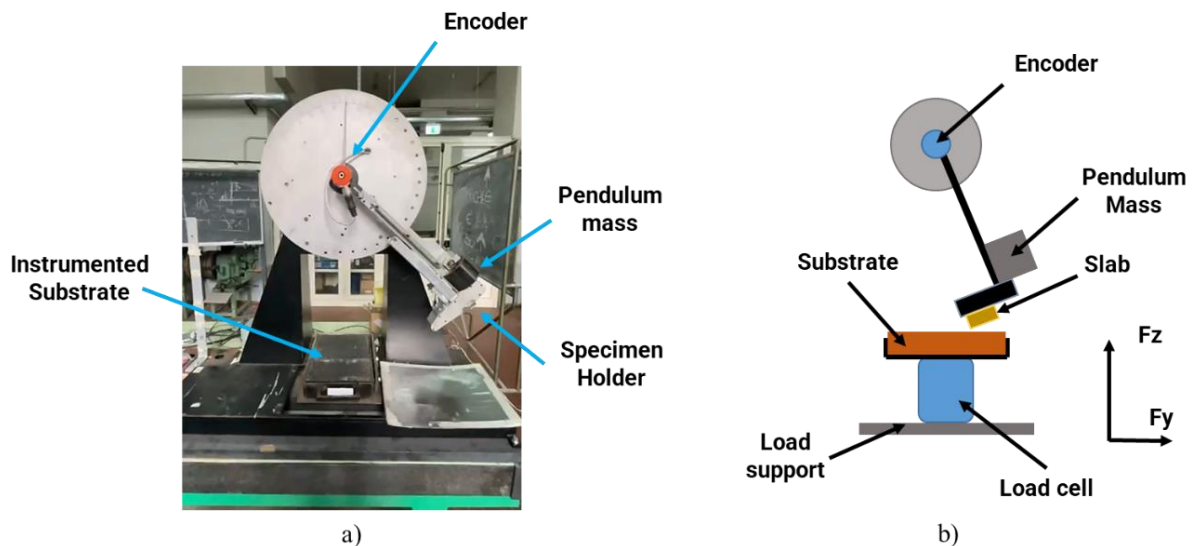 Encoder
Pendulum
mass
Instrumented
Substrate
Specimen
Holder
a)
Encoder
Pendulum
Mass
Substrate
Slab
Fz
Fy
Load
support
Load cell
b)